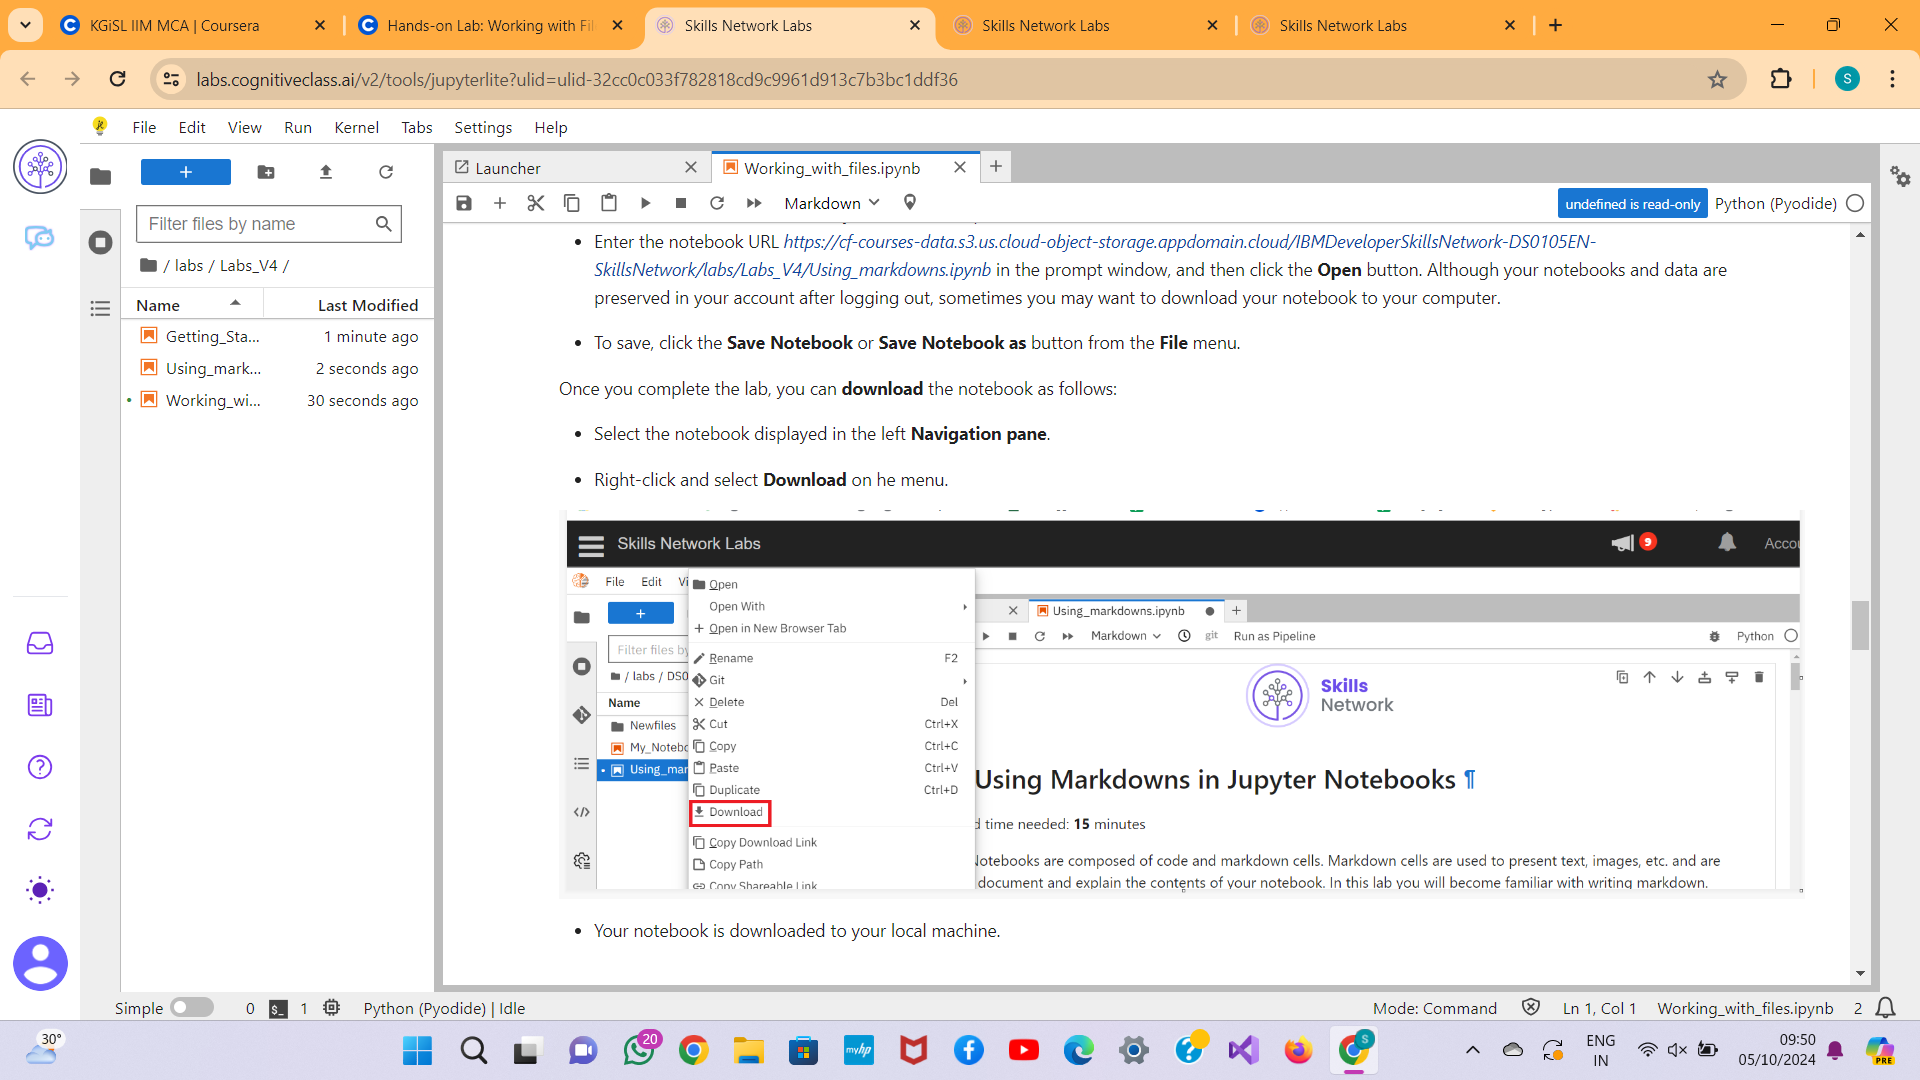 KGiSL IIM MCA | Coursera
Hands-on Lab: Working with Fil
Skills Network Labs
Skills Network Labs
Skills Network Labs
labs.cognitiveclass.ai/v2/tools/jupyterlite?ulid=ulid-32cc0c033f782818cd9c9961d913c7b3bc1ddf36
S
File Edit View Run Kernel Tabs Settings Help
Launcher
Working_with_files.ipynb
Markdown
undefined is read-only
Python (Pyodide)
Filter files by name
/ labs / Labs_V4 /
Name Last Modified
Getting_Sta... 1 minute ago
Using_mark... 2 seconds ago
Working_wi... 30 seconds ago
• Enter the notebook URL https://cf-courses-data.s3.us.cloud-object-storage.appdomain.cloud/IBMDeveloperSkillsNetwork-DS0105EN-
SkillsNetwork/labs/Labs_V4/Using_markdowns.ipynb in the prompt window, and then click the Open button. Although your notebooks and data are
preserved in your account after logging out, sometimes you may want to download your notebook to your computer.
• To save, click the Save Notebook or Save Notebook as button from the File menu.
Once you complete the lab, you can download the notebook as follows:
• Select the notebook displayed in the left Navigation pane.
• Right-click and select Download on he menu.
Skills Network Labs
9
Accou
File Edit Vi
Open
Open With
Open in New Browser Tab
Rename F2
Git
Delete Del
Cut Ctrl+X
Copy Ctrl+C
Paste Ctrl+V
Duplicate Ctrl+D
Download
Copy Download Link
Copy Path
Copy Shareable Link
Filter files by
/ labs / DS0
Name
Newfiles
My_Notebo
Using_mar
Using_markdowns.ipynb
Markdown
git
Run as Pipeline
Python
Skills
Network
Using Markdowns in Jupyter Notebooks ¶
d time needed: 15 minutes
Notebooks are composed of code and markdown cells. Markdown cells are used to present text, images, etc. and are
document and explain the contents of your notebook. In this lab you will become familiar with writing markdown.
• Your notebook is downloaded to your local machine.
Simple 0 $_ 1 Python (Pyodide) | Idle
Mode: Command Ln 1, Col 1 Working_with_files.ipynb 2
30°
20
myhp
S
ENG
IN
09:50
05/10/2024
PRE